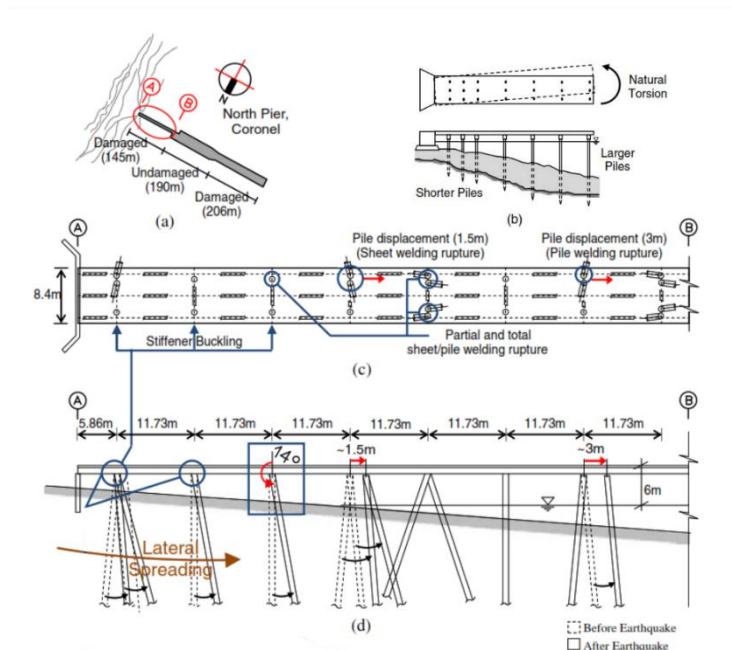 A
B
N
North Pier,
Coronel
Damaged
(145m)
Undamaged
(190m)
Damaged
(206m)
(a)
Natural
Torsion
Larger
Piles
Shorter Piles
(b)
A
B
Pile displacement (1.5m)
(Sheet welding rupture)
Pile displacement (3m)
(Pile welding rupture)
8.4m
Stiffener Buckling
Partial and total
sheet/pile welding rupture
(c)
A
B
5.86m
11.73m
11.73m
11.73m
11.73m
11.73m
11.73m
11.73m
14°
~1.5m
~3m
6m
Lateral
Spreading
(d)
Before Earthquake
After Earthquake